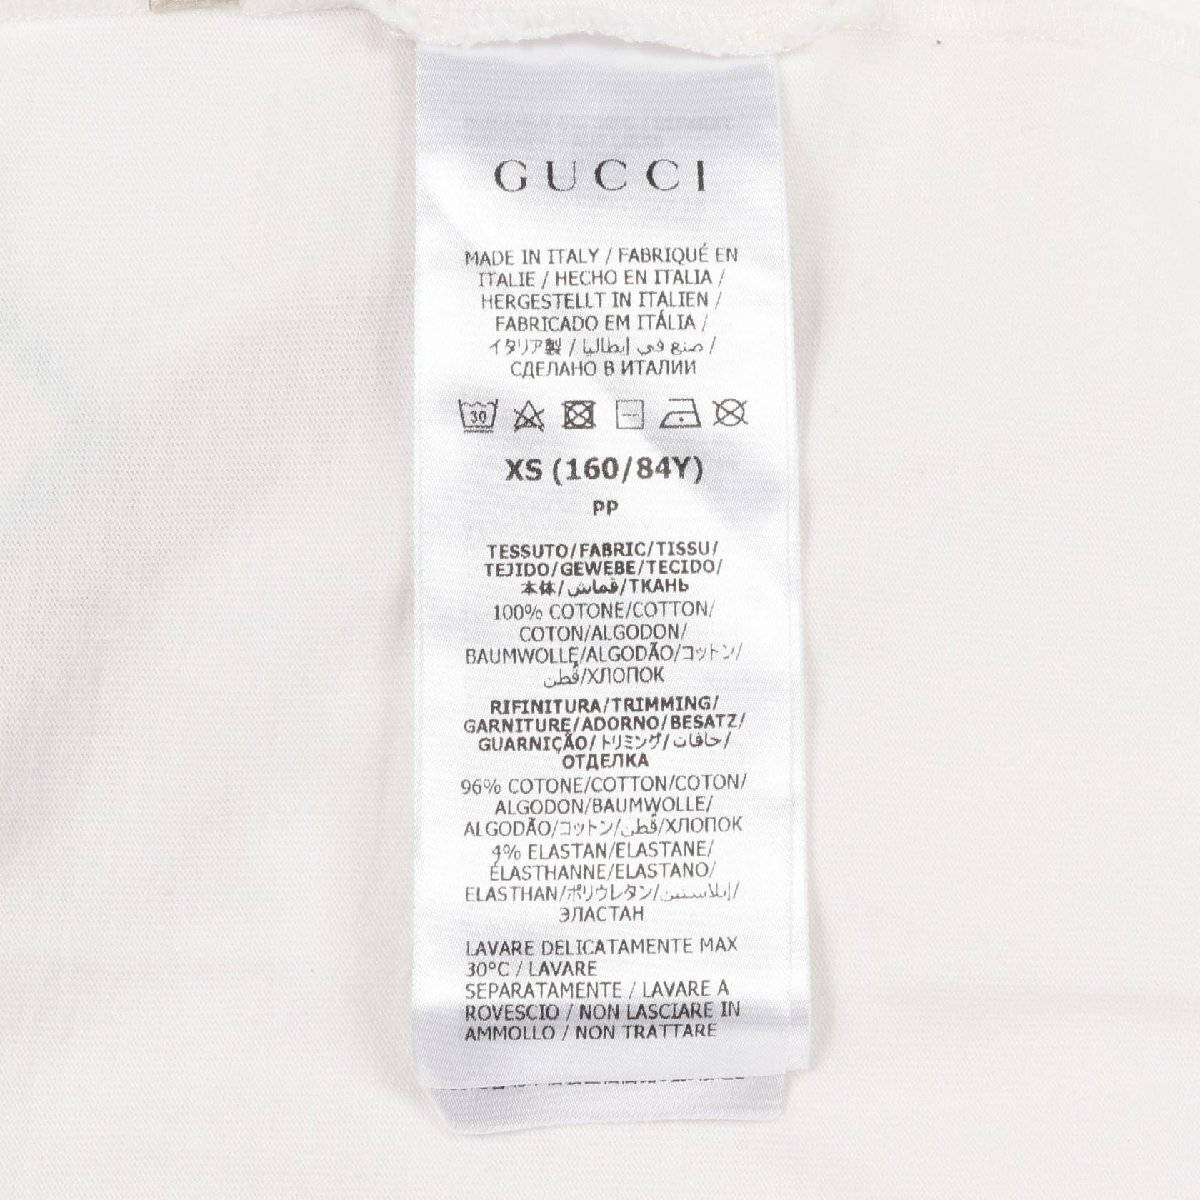 GUCCI
MADE IN ITALY / FABRIQUÉ EN
ITALIE / HECHO EN ITALIA /
HERGESTELLT IN ITALIEN /
FABRICADO EM ITÁLIA /
イタリア製 / صنع في إيطاليا /
СДЕЛАНО В ИТАЛИИ
30
XS (160/84Y)
PP
TESSUTO/FABRIC/TISSU/
TEJIDO/GEWEBE/TECIDO/
本体/قماش/ТКАНЬ
100% COTONE/COTTON/
COTON/ALGODON/
BAUMWOLLE/ALGODÃO/コットン/
قطن/ХЛОПОК
RIFINITURA/TRIMMING/
GARNITURE/ADORNO/BESATZ/
GUARNIÇÃO/トリミング/حافات/
ОТДЕЛКА
96% COTONE/COTTON/COTON/
ALGODON/BAUMWOLLE/
ALGODÃO/コットン/قطن/ХЛОПОК
4% ELASTAN/ELASTANE/
ÉLASTHANNE/ELASTANO/
ELASTHAN/ポリウレタン/إيلاستين/
ЭЛАСТАН
LAVARE DELICATAMENTE MAX
30°C / LAVARE
SEPARATAMENTE / LAVARE A
ROVESCIO / NON LASCIARE IN
AMMOLLO / NON TRATTARE